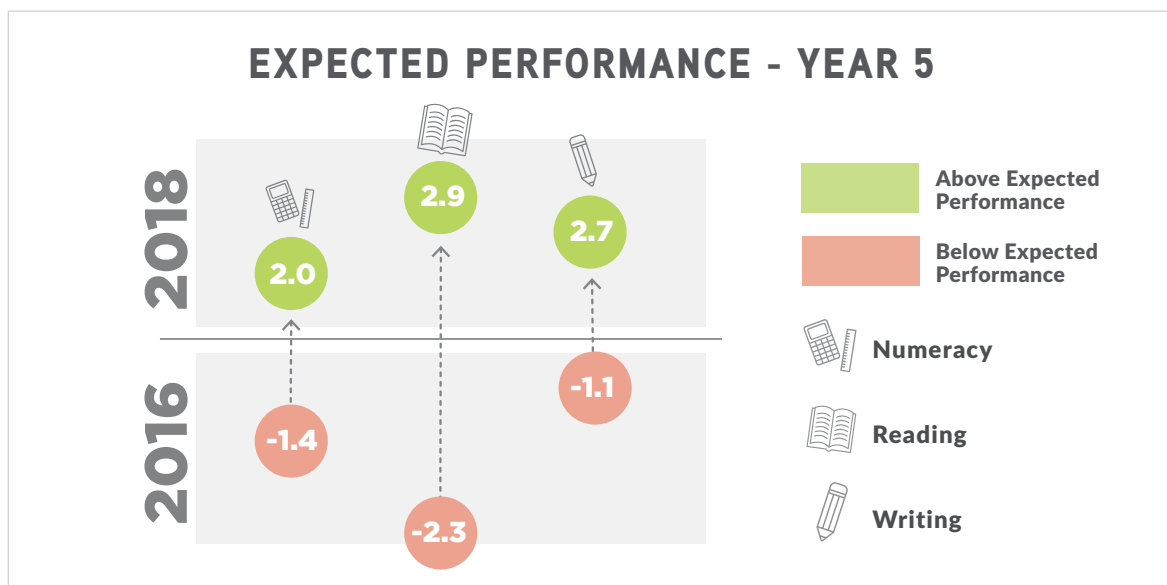 EXPECTED PERFORMANCE - YEAR 5
2018
2.0
2.9
2.7
2016
-1.4
-2.3
-1.1
Above Expected
Performance
Below Expected
Performance
Numeracy
Reading
Writing